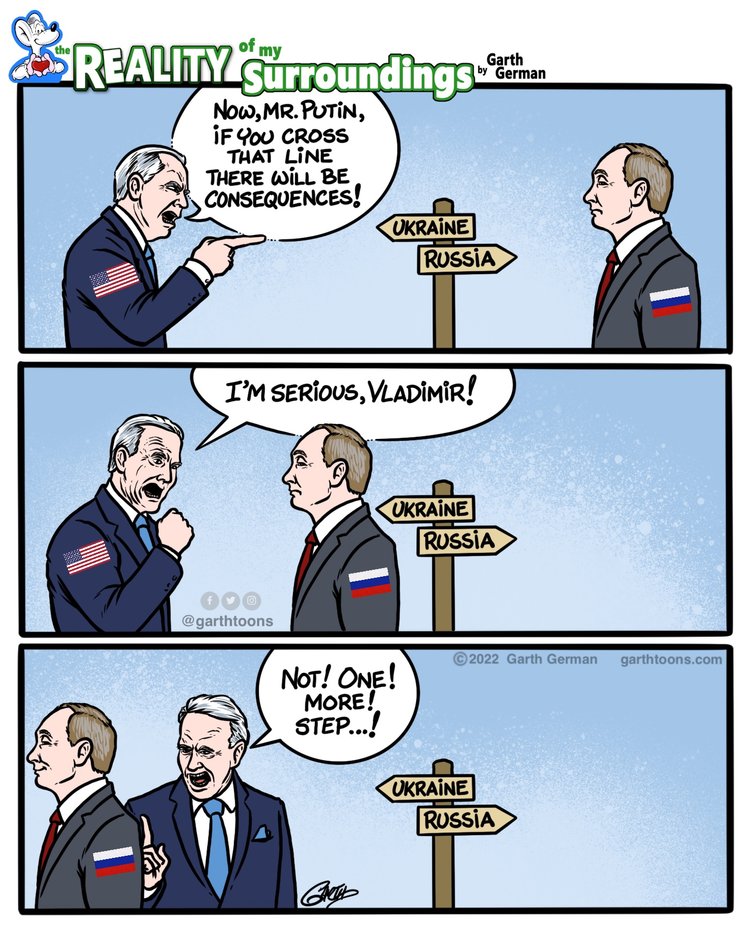 the REALITY of my Surroundings by Garth German
NOW, MR. PUTIN,
IF YOU CROSS
THAT LINE
THERE WILL BE
CONSEQUENCES!
UKRAINE
RUSSIA
I'M SERIOUS, VLADIMIR!
UKRAINE
RUSSIA
@garthtoons
©2022 Garth German garthtoons.com
NOT! ONE!
MORE!
STEP...!
UKRAINE
RUSSIA
GARTH